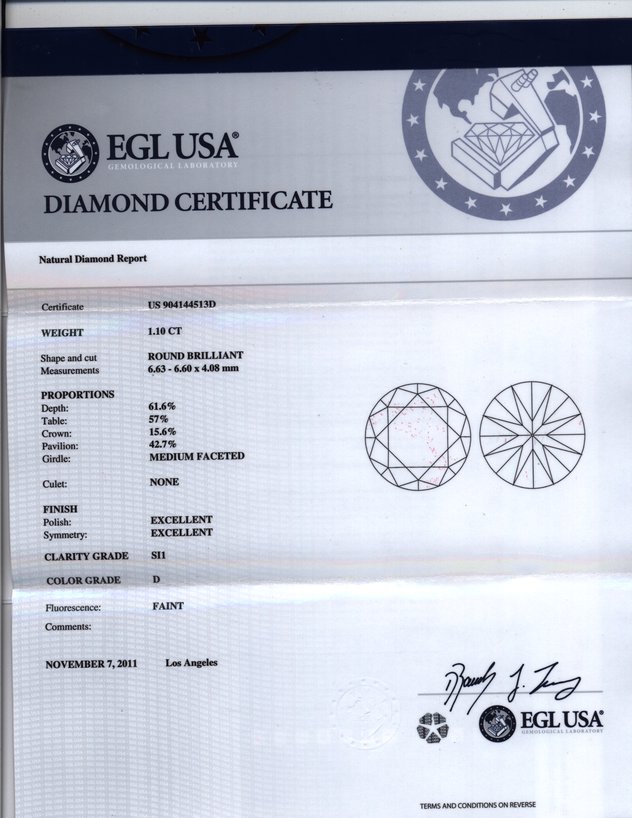 EGL USA®
GEMOLOGICAL LABORATORY
DIAMOND CERTIFICATE
Natural Diamond Report
Certificate US 904144513D
WEIGHT 1.10 CT
Shape and cut ROUND BRILLIANT
Measurements 6.63 - 6.60 x 4.08 mm
PROPORTIONS
Depth: 61.6%
Table: 57%
Crown: 15.6%
Pavilion: 42.7%
Girdle: MEDIUM FACETED
Culet: NONE
FINISH
Polish: EXCELLENT
Symmetry: EXCELLENT
CLARITY GRADE SI1
COLOR GRADE D
Fluorescence: FAINT
Comments:
NOVEMBER 7, 2011 Los Angeles
EGL USA®
GEMOLOGICAL LABORATORY
TERMS AND CONDITIONS ON REVERSE